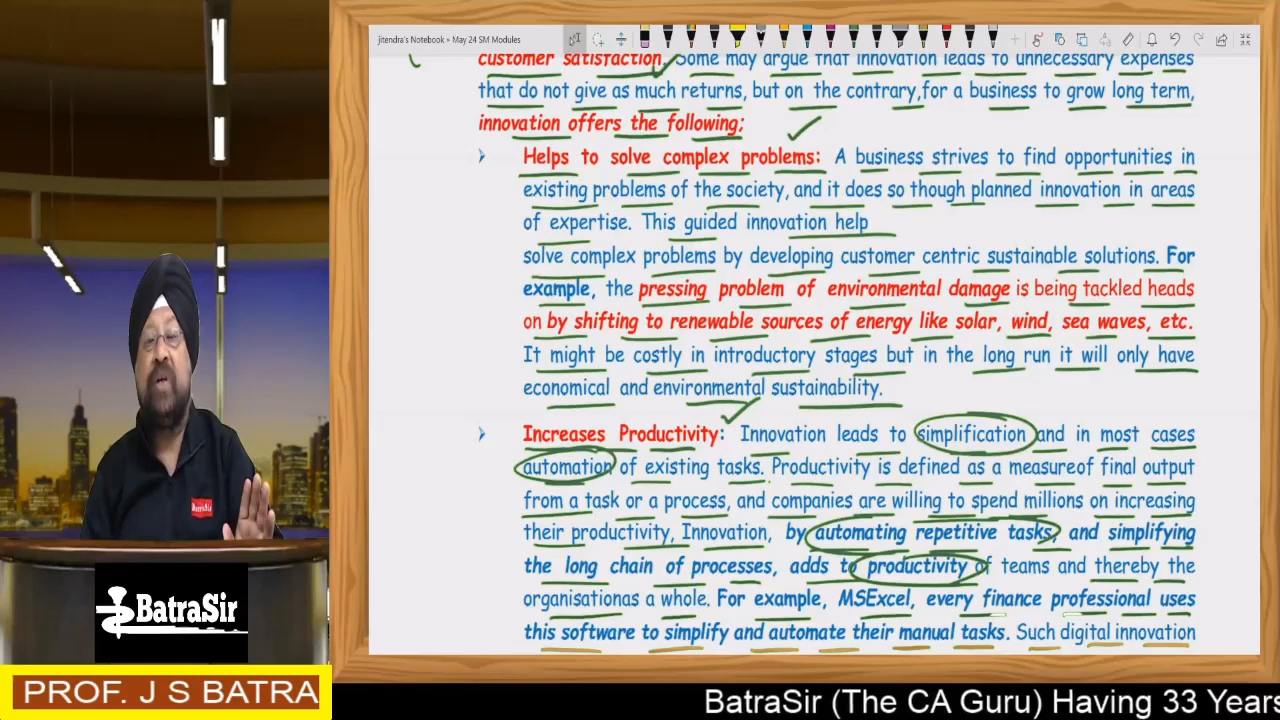 jitendra's Notebook » May 24 SM Modules
customer satisfaction. Some may argue that innovation leads to unnecessary expenses
that do not give as much returns, but on the contrary,for a business to grow long term,
innovation offers the following;
Helps to solve complex problems: A business strives to find opportunities in
existing problems of the society, and it does so though planned innovation in areas
of expertise. This guided innovation help
solve complex problems by developing customer centric sustainable solutions. For
example, the pressing problem of environmental damage is being tackled heads
on by shifting to renewable sources of energy like solar, wind, sea waves, etc.
It might be costly in introductory stages but in the long run it will only have
economical and environmental sustainability.
Increases Productivity: Innovation leads to simplification and in most cases
automation of existing tasks. Productivity is defined as a measureof final output
from a task or a process, and companies are willing to spend millions on increasing
their productivity, Innovation, by automating repetitive tasks, and simplifying
the long chain of processes, adds to productivity of teams and thereby the
organisationas a whole. For example, MSExcel, every finance professional uses
this software to simplify and automate their manual tasks. Such digital innovation
BatraSir
BatraSir
PROF. J S BATRA
BatraSir (The CA Guru) Having 33 Years